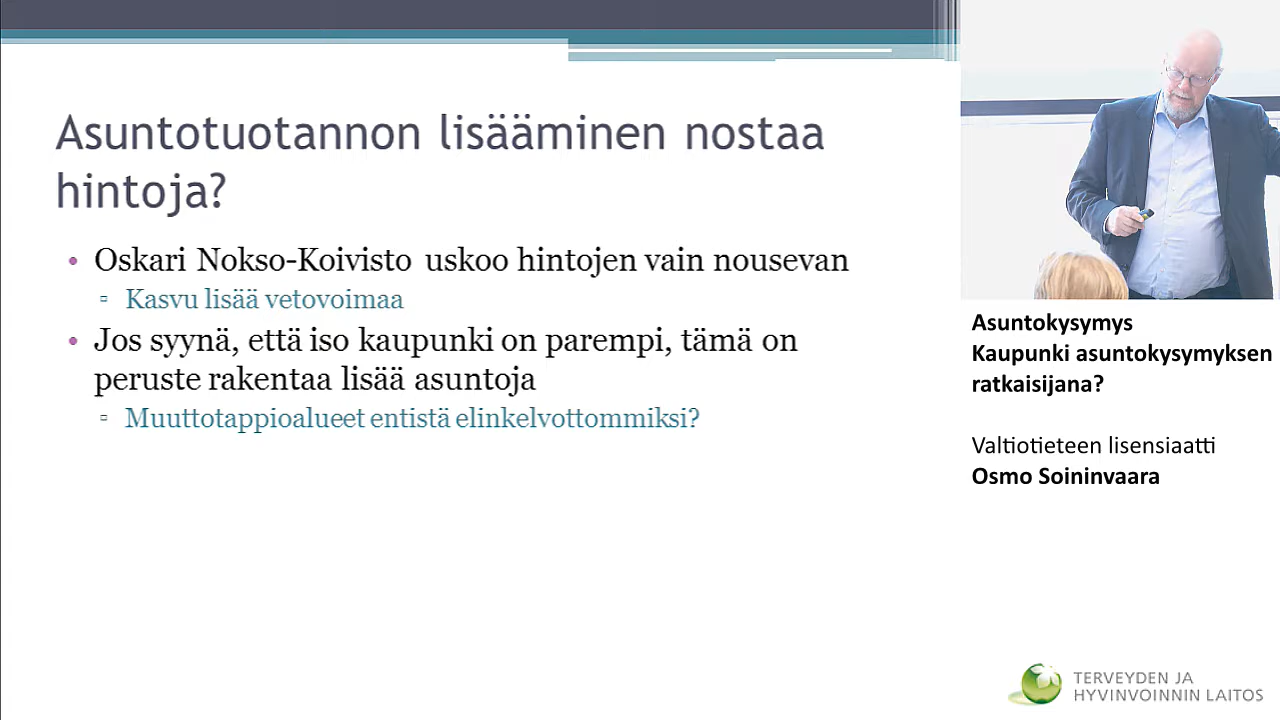 Asuntotuotannon lisääminen nostaa
hintoja?
• Oskari Nokso-Koivisto uskoo hintojen vain nousevan
▫ Kasvu lisää vetovoimaa
• Jos syynä, että iso kaupunki on parempi, tämä on
peruste rakentaa lisää asuntoja
▫ Muuttotappioalueet entistä elinkelvottommiksi?
Asuntokysymys
Kaupunki asuntokysymyksen
ratkaisijana?
Valtiotieteen lisensiaatti
Osmo Soininvaara
TERVEYDEN JA
HYVINVOINNIN LAITOS